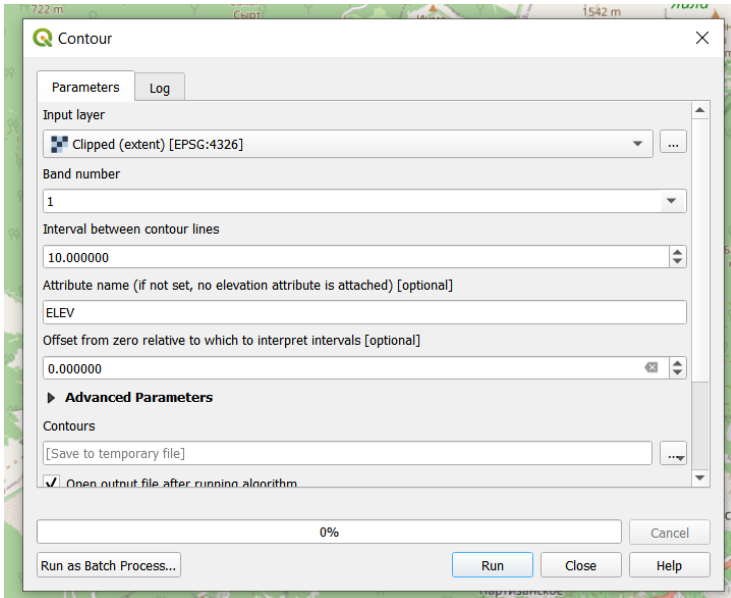 722 m
Сырт
1542 m
Contour
Parameters
Log
Input layer
Clipped (extent) [EPSG:4326]
...
Band number
1
Interval between contour lines
10.000000
Attribute name (if not set, no elevation attribute is attached) [optional]
ELEV
Offset from zero relative to which to interpret intervals [optional]
0.000000
Advanced Parameters
Contours
[Save to temporary file]
...
Open output file after running algorithm
0%
Cancel
Run as Batch Process...
Run
Close
Help
Партизанское